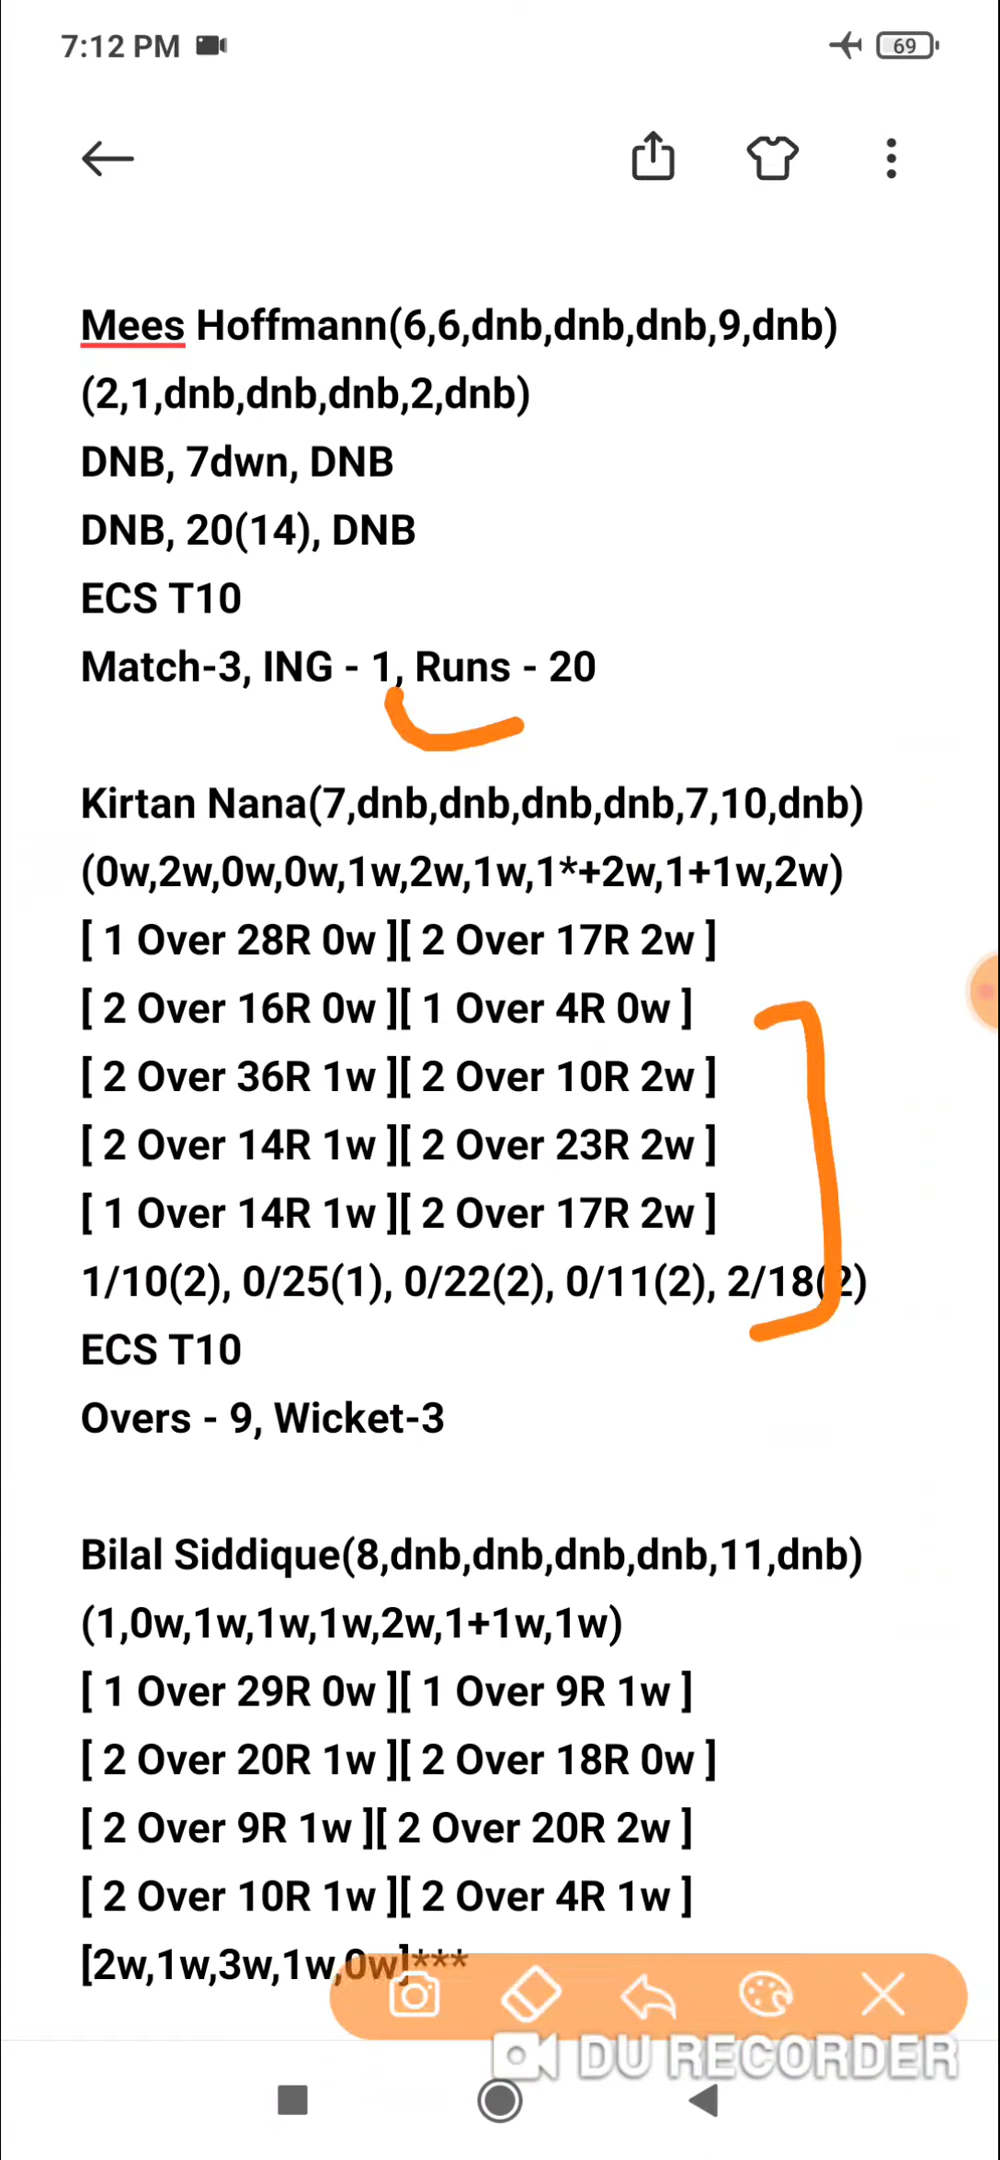 7:12 PM
69
Mees Hoffmann(6,6,dnb,dnb,dnb,9,dnb)
(2,1,dnb,dnb,dnb,2,dnb)
DNB, 7dwn, DNB
DNB, 20(14), DNB
ECS T10
Match-3, ING - 1, Runs - 20
Kirtan Nana(7,dnb,dnb,dnb,dnb,7,10,dnb)
(0w,2w,0w,0w,1w,2w,1w,1*+2w,1+1w,2w)
[ 1 Over 28R 0w ][ 2 Over 17R 2w ]
[ 2 Over 16R 0w ][ 1 Over 4R 0w ]
[ 2 Over 36R 1w ][ 2 Over 10R 2w ]
[ 2 Over 14R 1w ][ 2 Over 23R 2w ]
[ 1 Over 14R 1w ][ 2 Over 17R 2w ]
1/10(2), 0/25(1), 0/22(2), 0/11(2), 2/18(2)
ECS T10
Overs - 9, Wicket-3
Bilal Siddique(8,dnb,dnb,dnb,dnb,11,dnb)
(1,0w,1w,1w,1w,2w,1+1w,1w)
[ 1 Over 29R 0w ][ 1 Over 9R 1w ]
[ 2 Over 20R 1w ][ 2 Over 18R 0w ]
[ 2 Over 9R 1w ][ 2 Over 20R 2w ]
[ 2 Over 10R 1w ][ 2 Over 4R 1w ]
[2w,1w,3w,1w,0w]***
DU RECORDER